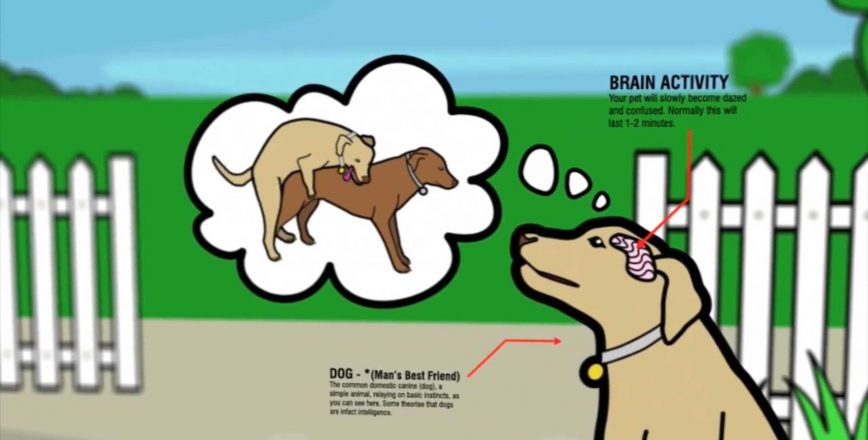 BRAIN ACTIVITY
Your pet will slowly become dazed
and confused. Normally this will
last 1-2 minutes.
DOG - *(Man's Best Friend)
The common domestic canine (dog), a
simple animal, relaying on basic instincts, as
you can see here. Some theorise that dogs
are infact intelligence.